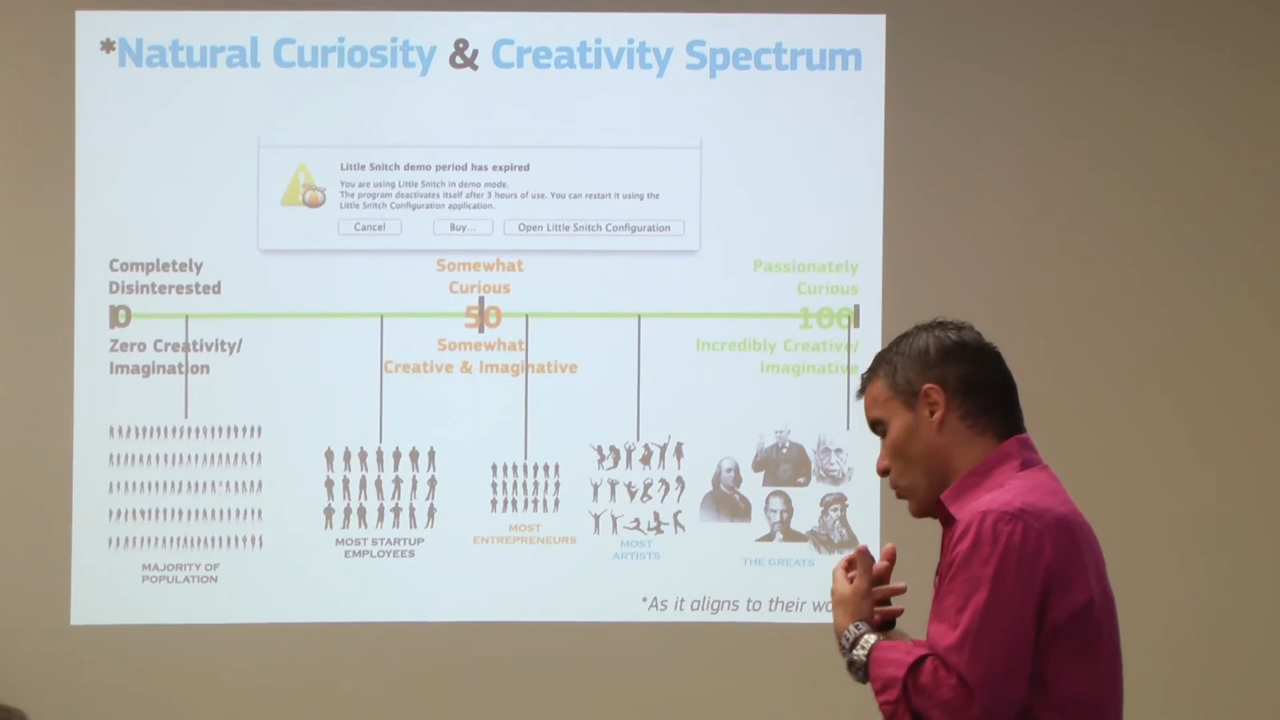 *Natural Curiosity & Creativity Spectrum
Little Snitch demo period has expired
You are using Little Snitch in demo mode.
The program deactivates itself after 3 hours of use. You can restart it using the
Little Snitch Configuration application.
Cancel
Buy...
Open Little Snitch Configuration
Completely
Disinterested
Somewhat
Curious
Passionately
Curious
0
50
100
Zero Creativity/
Imagination
Somewhat
Creative & Imaginative
Incredibly Creative/
Imaginative
MAJORITY OF
POPULATION
MOST STARTUP
EMPLOYEES
MOST
ENTREPRENEURS
MOST
ARTISTS
THE GREATS
*As it aligns to their